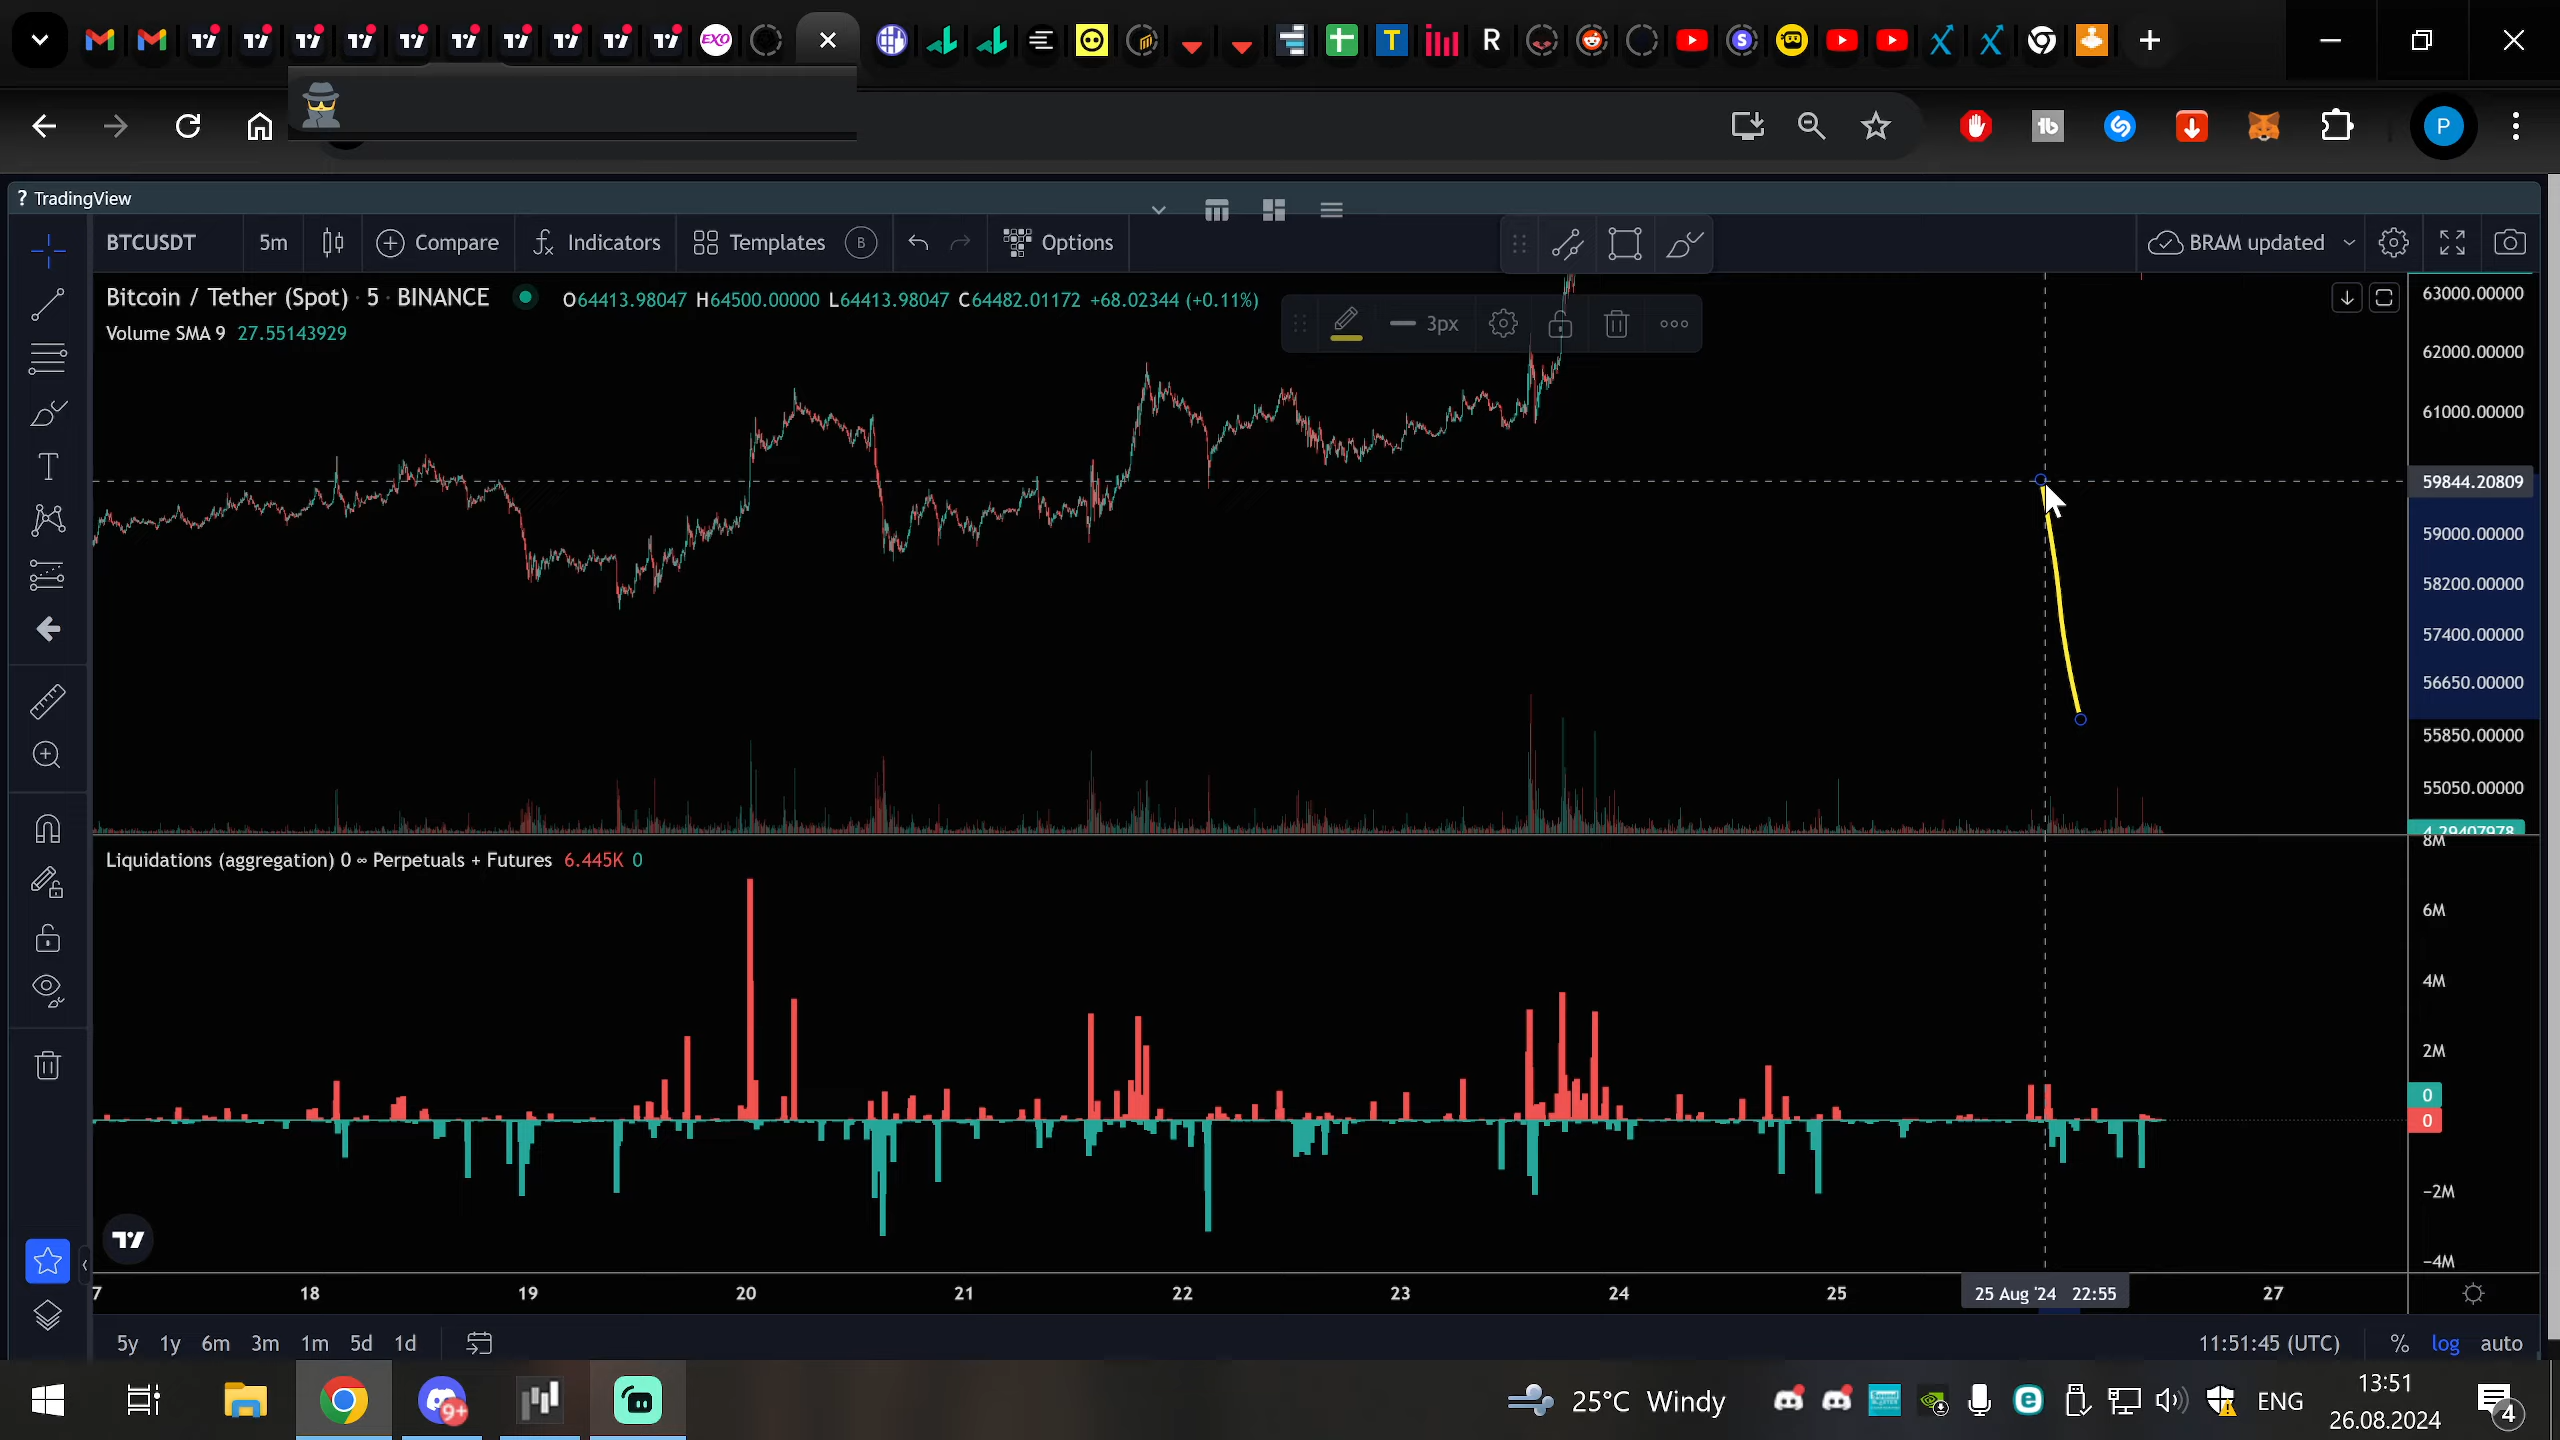 EXO
T
R
P
? TradingView
BTCUSDT
5m
Compare
Indicators
Templates
B
Options
BRAM updated
Bitcoin / Tether (Spot) · 5 · BINANCE
O64413.98047 H64500.00000 L64413.98047 C64482.01172 +68.02344 (+0.11%)
Volume SMA 9 27.55143929
3px
63000.00000
62000.00000
61000.00000
59844.20809
59000.00000
58200.00000
57400.00000
56650.00000
55850.00000
55050.00000
4.29407978
Liquidations (aggregation) 0 ∞ Perpetuals + Futures 6.445K 0
8M
6M
4M
2M
0
0
−2M
−4M
7 18 19 20 21 22 23 24 25 25 Aug '24 22:55 27
5y 1y 6m 3m 1m 5d 1d
11:51:45 (UTC) % log auto
9+
25°C Windy
ENG
13:51
26.08.2024
4